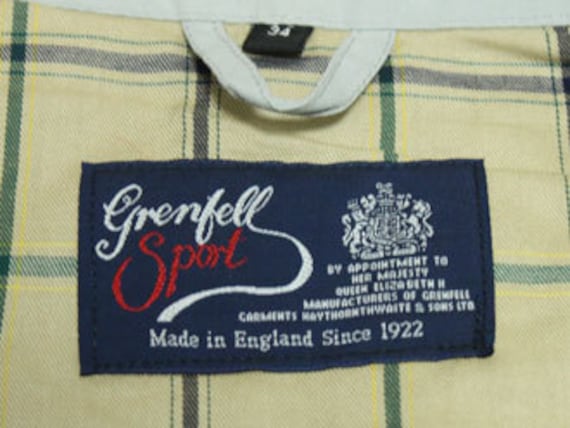 34
Grenfell
Sport
BY APPOINTMENT TO
HER MAJESTY
QUEEN ELIZABETH II
MANUFACTURERS OF GRENFELL
GARMENTS HAYTHORNTHWAITE & SONS LTD
Made in England Since 1922